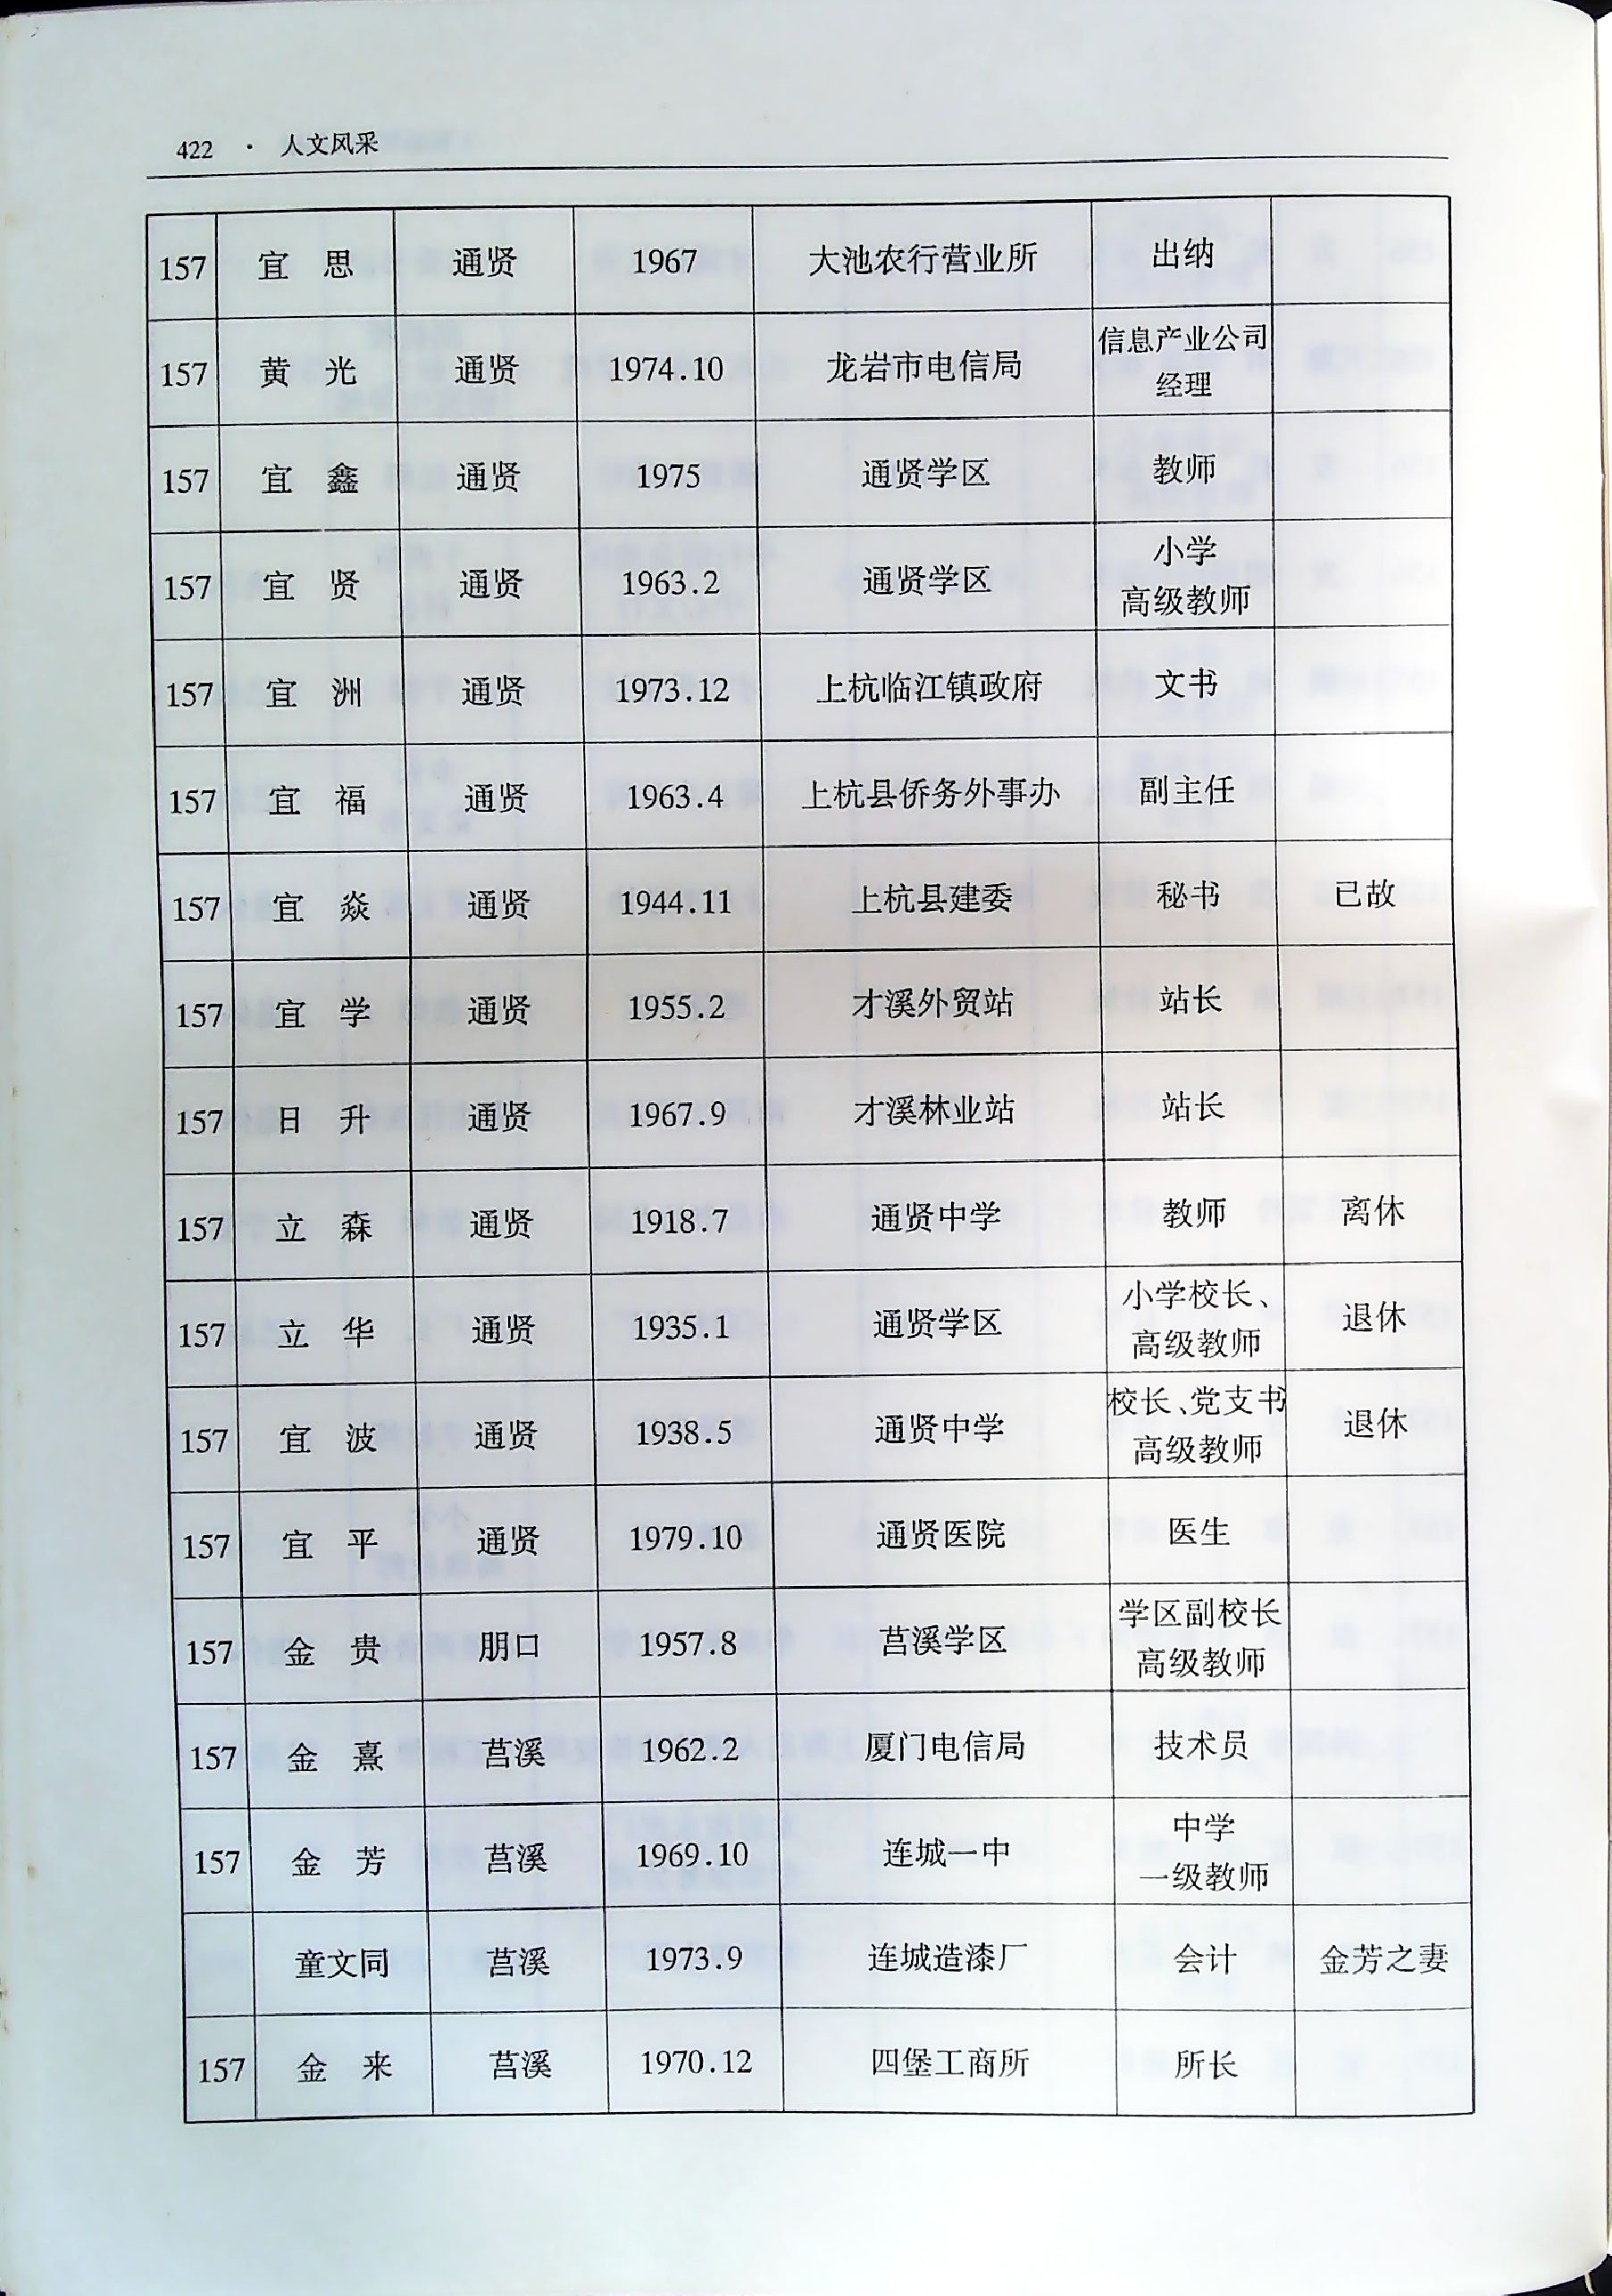 422 · 人文风采
157 宜 思 通贤 1967 大池农行营业所 出纳
157 黄 光 通贤 1974.10 龙岩市电信局 信息产业公司
经理
157 宜 鑫 通贤 1975 通贤学区 教师
157 宜 贤 通贤 1963.2 通贤学区 小学
高级教师
157 宜 洲 通贤 1973.12 上杭临江镇政府 文书
157 宜 福 通贤 1963.4 上杭县侨务外事办 副主任
157 宜 焱 通贤 1944.11 上杭县建委 秘书 已故
157 宜 学 通贤 1955.2 才溪外贸站 站长
157 日 升 通贤 1967.9 才溪林业站 站长
157 立 森 通贤 1918.7 通贤中学 教师 离休
157 立 华 通贤 1935.1 通贤学区 小学校长、
高级教师 退休
157 宜 波 通贤 1938.5 通贤中学 校长、党支书
高级教师 退休
157 宜 平 通贤 1979.10 通贤医院 医生
157 金 贵 朋口 1957.8 莒溪学区 学区副校长
高级教师
157 金 熹 莒溪 1962.2 厦门电信局 技术员
157 金 芳 莒溪 1969.10 连城一中 中学
一级教师
童文同 莒溪 1973.9 连城造漆厂 会计 金芳之妻
157 金 来 莒溪 1970.12 四堡工商所 所长